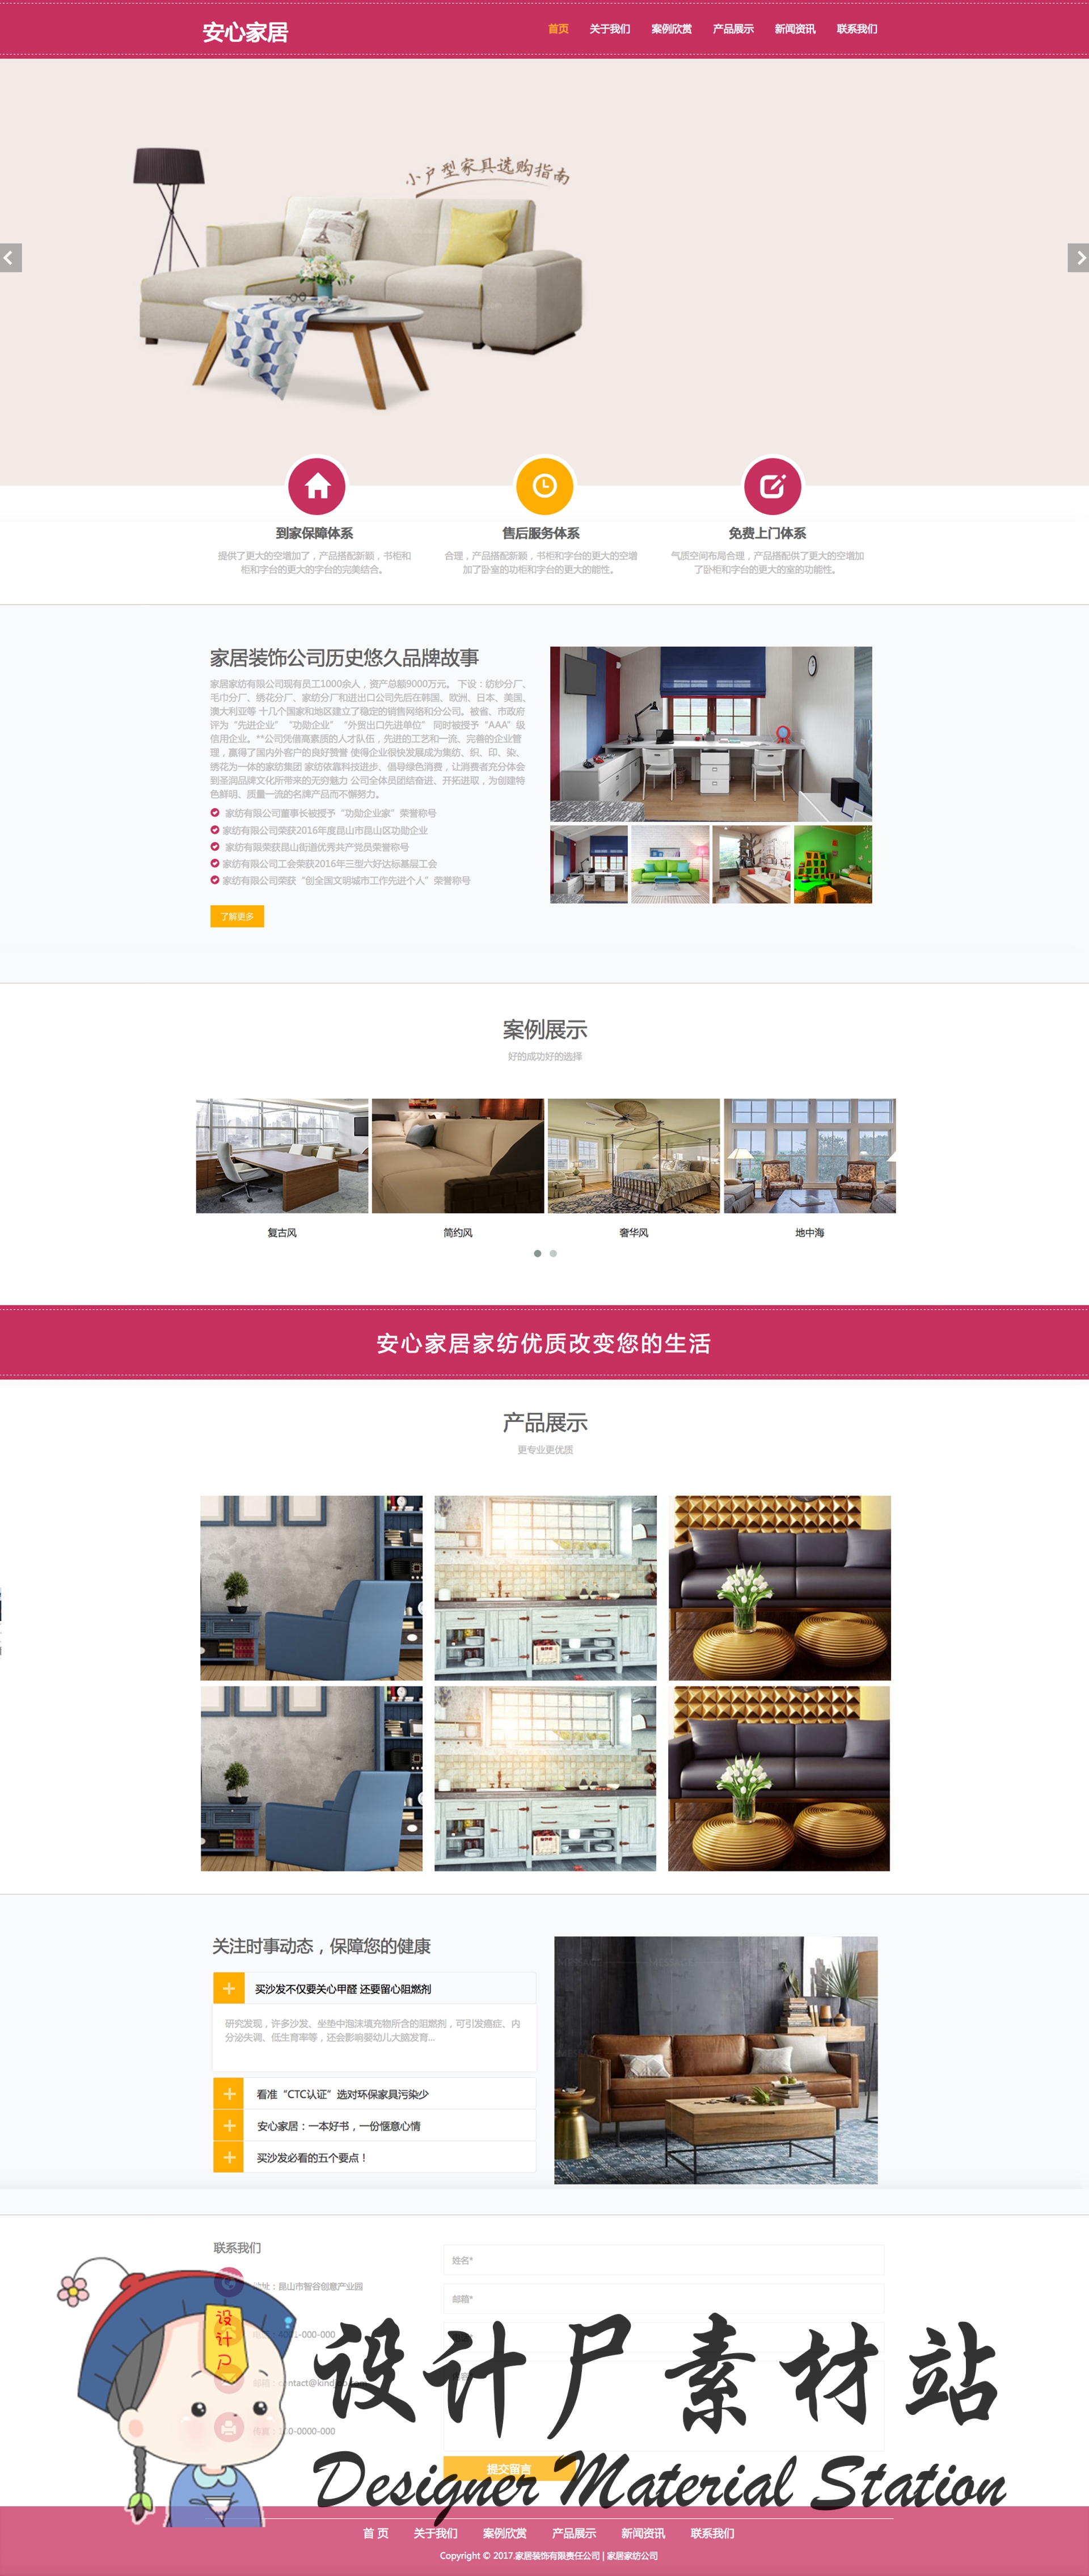 安心家居
首页 关于我们 案例欣赏 产品展示 新闻资讯 联系我们
小户型家具选购指南
到家保障体系 售后服务体系 免费上门体系
提供了更大的空增加了，产品搭配新颖，书柜和
柜和字台的更大的字台的完美结合。
合理，产品搭配新颖，书柜和字台的更大的空增
加了卧室的功柜和字台的更大的能性。
气质空间布局合理，产品搭配供了更大的空增加
了卧柜和字台的更大的室的功能性。
家居装饰公司历史悠久品牌故事
家居家纺有限公司现有员工1000余人，资产总额9000万元。 下设：纺纱分厂、
毛巾分厂、绣花分厂、家纺分厂和进出口公司先后在韩国、欧洲、日本、美国、
澳大利亚等 十几个国家和地区建立了稳定的销售网络和分公司。被省、市政府
评为“先进企业” “功勋企业” “外贸出口先进单位” 同时被授予“AAA”级
信用企业。**公司凭借高素质的人才队伍，先进的工艺和一流、完善的企业管
理，赢得了国内外客户的良好赞誉 使得企业很快发展成为集纺、织、印、染、
绣花为一体的家纺集团 家纺依靠科技进步、倡导绿色消费，让消费者充分体会
到圣润品牌文化所带来的无穷魅力 公司全体员团结奋进、开拓进取，为创建特
色鲜明、质量一流的名牌产品而不懈努力。
家纺有限公司董事长被授予“功勋企业家”荣誉称号
家纺有限公司荣获2016年度昆山市昆山区功勋企业
家纺有限荣获昆山街道优秀共产党员荣誉称号
家纺有限公司工会荣获2016年三型六好达标基层工会
家纺有限公司荣获“创全国文明城市工作先进个人”荣誉称号
了解更多
案例展示
好的成功好的选择
复古风 简约风 奢华风 地中海
安心家居家纺优质改变您的生活
产品展示
更专业更优质
关注时事动态，保障您的健康
买沙发不仅要关心甲醛 还要留心阻燃剂
研究发现，许多沙发、坐垫中泡沫填充物所含的阻燃剂，可引发癌症、内
分泌失调、低生育率等，还会影响婴幼儿大脑发育...
看准“CTC认证”选对环保家具污染少
安心家居：一本好书，一份惬意心情
买沙发必看的五个要点！
联系我们
地址：昆山市智谷创意产业园
-000-000
邮箱：contact@kind
传真：
0-0000-000
姓名*
邮箱*
提交留言
设计尸
设计尸素材站
Designer Material Station
首 页 关于我们 案例欣赏 产品展示 新闻资讯 联系我们
Copyright © 2017.家居装饰有限责任公司 | 家居家纺公司